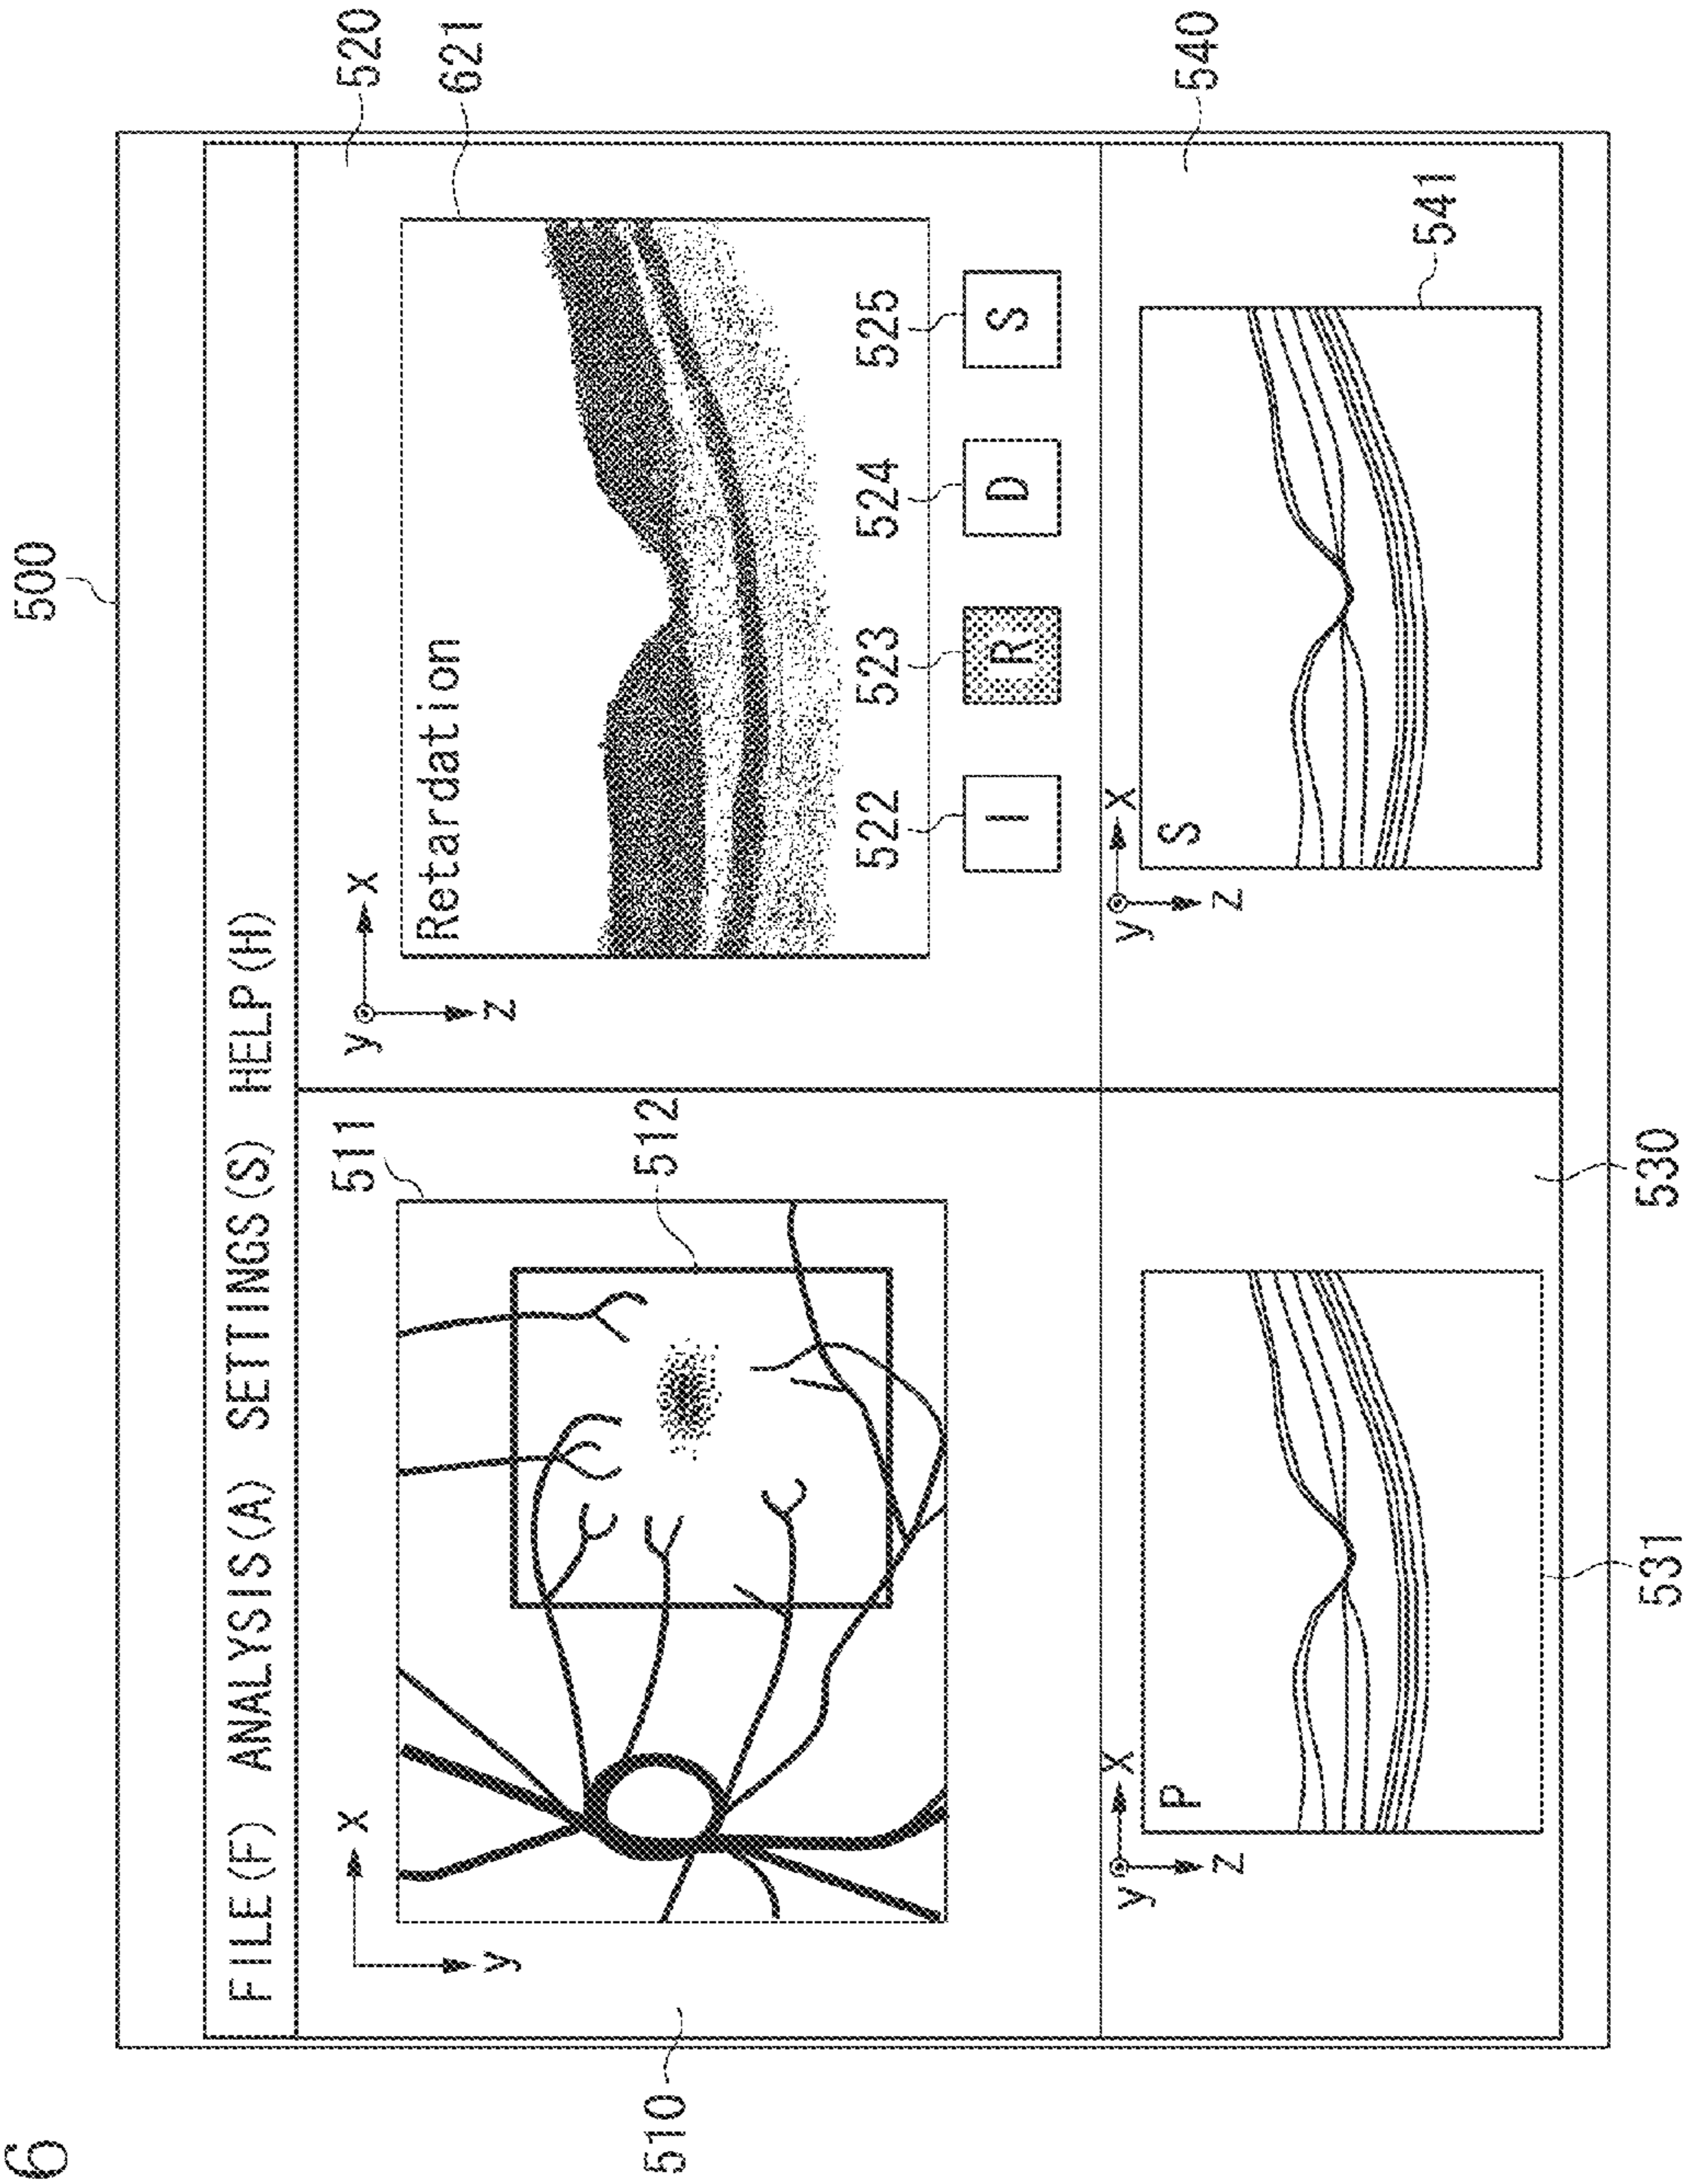 6
500
FILE(F) ANALYSIS(A) SETTINGS(S) HELP(H)
510
x
y
511
512
520
y x
z
621
Retardation
522 523 524 525
I R D S
530
y x
z
P
531
540
y x
z
S
541